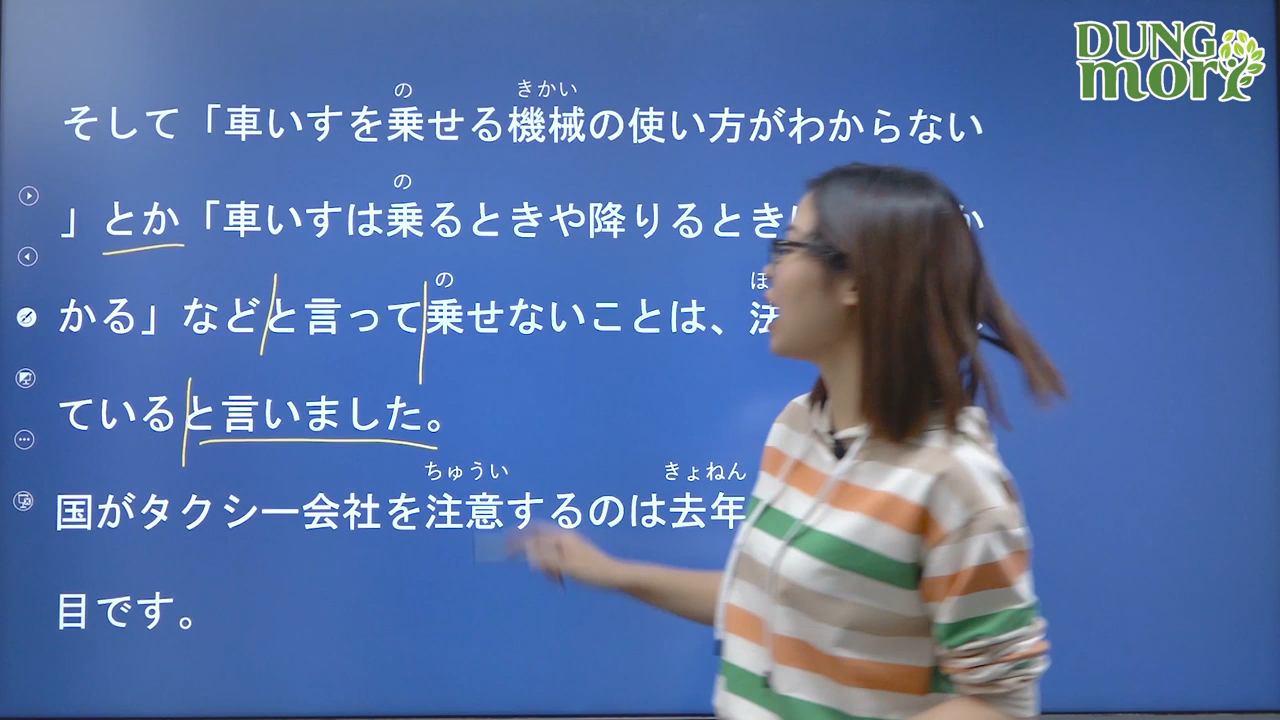 DUNG
mori
の きかい
そして「車いすを乗せる機械の使い方がわからない
の
」とか「車いすは乗るときや降りるとき
の
かる」などと言って乗せないことは、
ていると言いました。
ちゅうい きょねん
国がタクシー会社を注意するのは去年
目です。